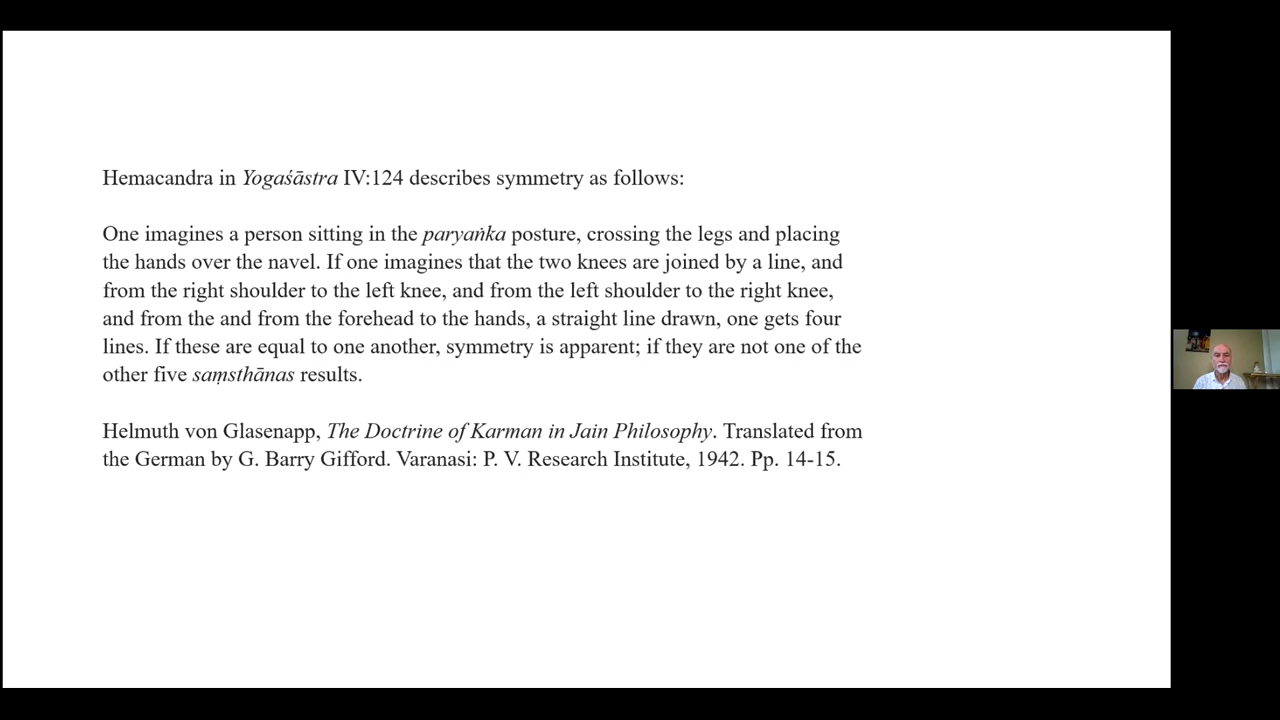 Hemacandra in Yogaśāstra IV:124 describes symmetry as follows:
One imagines a person sitting in the paryaṅka posture, crossing the legs and placing
the hands over the navel. If one imagines that the two knees are joined by a line, and
from the right shoulder to the left knee, and from the left shoulder to the right knee,
and from the and from the forehead to the hands, a straight line drawn, one gets four
lines. If these are equal to one another, symmetry is apparent; if they are not one of the
other five saṃsthānas results.
Helmuth von Glasenapp, The Doctrine of Karman in Jain Philosophy. Translated from
the German by G. Barry Gifford. Varanasi: P. V. Research Institute, 1942. Pp. 14-15.